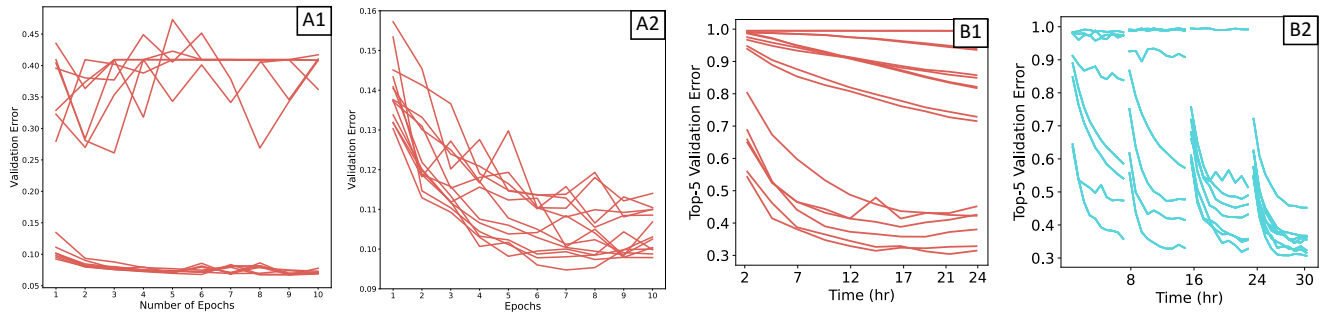 A1
Validation Error
0.45
0.40
0.35
0.30
0.25
0.20
0.15
0.10
0.05
1 2 3 4 5 6 7 8 9 10
Number of Epochs
A2
Validation Error
0.16
0.15
0.14
0.13
0.12
0.11
0.10
0.09
1 2 3 4 5 6 7 8 9 10
Epochs
B1
Top-5 Validation Error
1.0
0.9
0.8
0.7
0.6
0.5
0.4
0.3
2 7 12 17 21 24
Time (hr)
B2
Top-5 Validation Error
1.0
0.9
0.8
0.7
0.6
0.5
0.4
0.3
8 16 24 30
Time (hr)